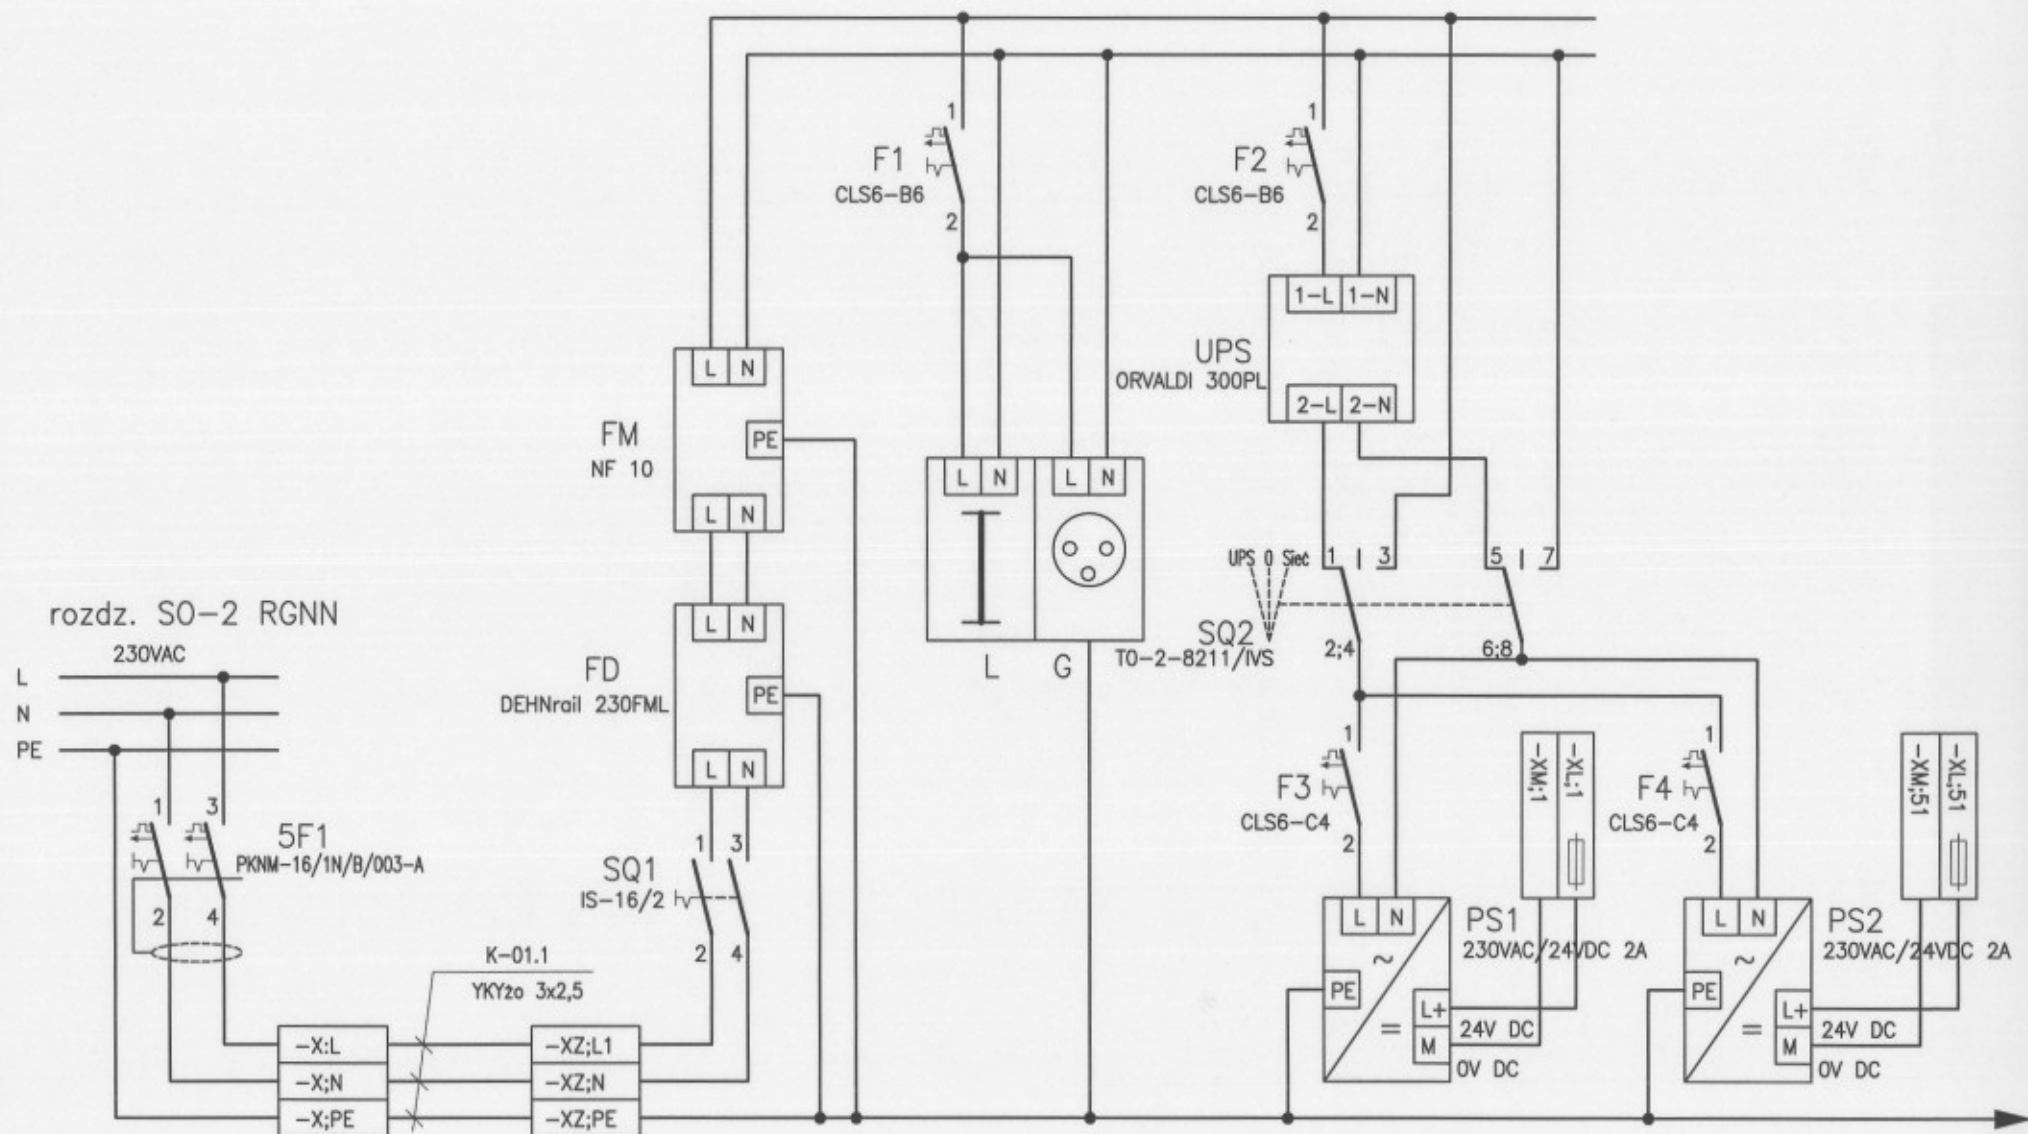 1
F1
CLS6-B6
2
1
F2
CLS6-B6
2
1-L 1-N
UPS
ORVALDI 300PL
2-L 2-N
L N
FM
NF 10
PE
L N
L N
L N
L G
UPS 0 Sieć
1 3
5 7
SQ2
TO-2-8211/IVS
2;4
6;8
rozdz. SO-2 RGNN
230VAC
L
N
PE
L N
FD
DEHNrail 230FML
PE
L N
1 3
5F1
PKNM-16/1N/B/003-A
2 4
1 3
SQ1
IS-16/2
2 4
K-01.1
YKYżo 3x2,5
-X:L
-X;N
-X;PE
-XZ;L1
-XZ;N
-XZ;PE
1
F3
CLS6-C4
2
-XM;1
-XL;1
1
F4
CLS6-C4
2
-XM;51
-XL;51
L N
PS1
230VAC/24VDC 2A
~
PE
=
L+
24V DC
M
0V DC
L N
PS2
230VAC/24VDC 2A
~
PE
=
L+
24V DC
M
0V DC